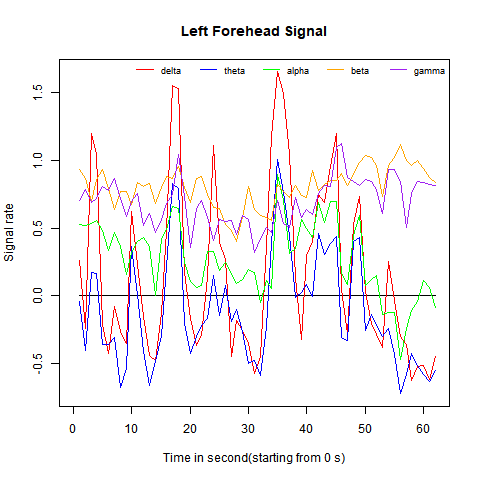 Left Forehead Signal
delta theta alpha beta gamma
Signal rate
1.5
1.0
0.5
0.0
-0.5
0 10 20 30 40 50 60
Time in second(starting from 0 s)